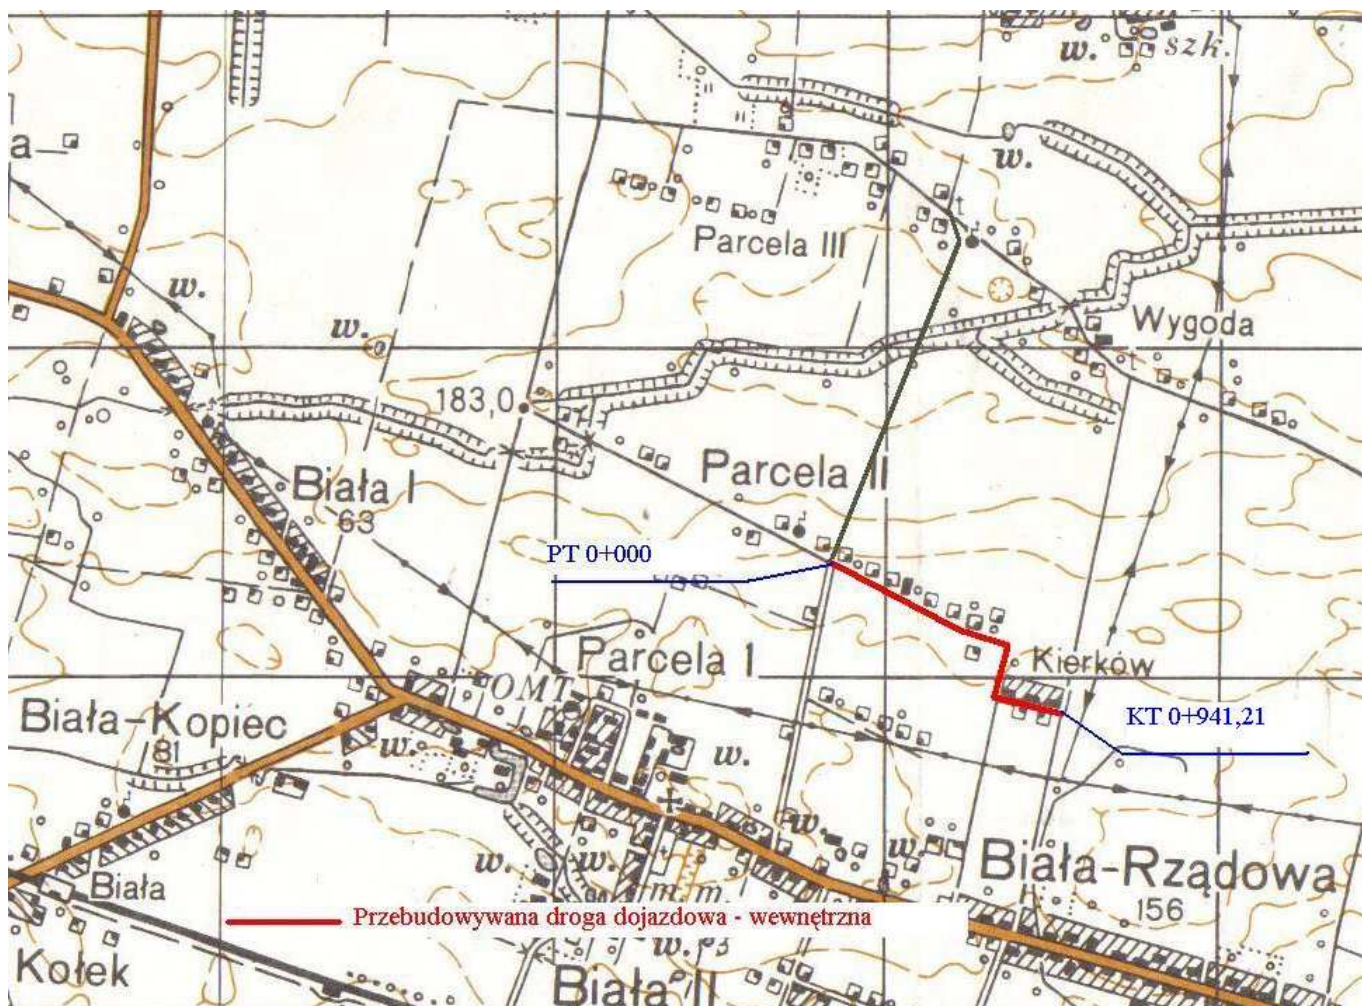 w.
szk.
a
w.
t
Parcela III
w.
w.
Wygoda
t
183,0
Parcela II
Biała I
63
PT 0+000
Parcela I
Kierków
OMT
KT 0+941,21
Biała-Kopiec
81
w.
w.
w.
w.
w.
w.
Biała-Rządowa
156
Biała
m m
Przebudowywana droga dojazdowa - wewnętrzna
w.
Kołek
Biała II